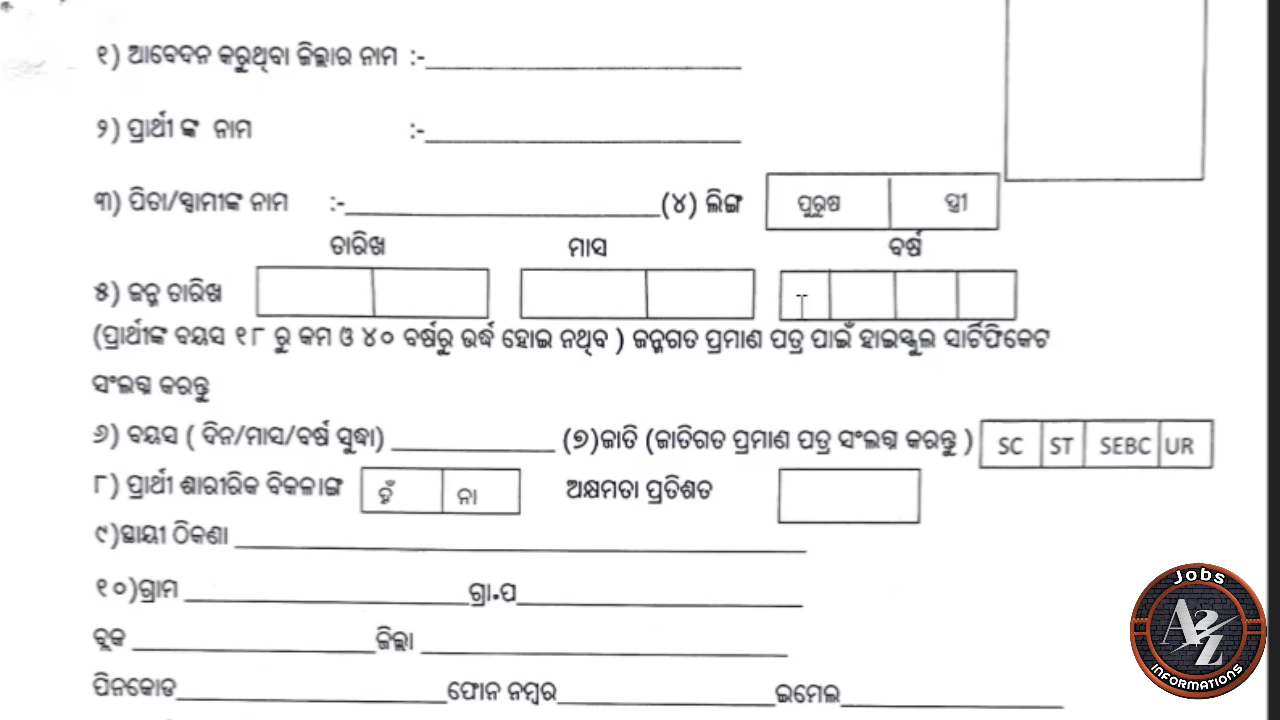 ୧) ଆବେଦନ କରୁଥିବା ଜିଲ୍ଲାର ନାମ :-
୨) ପ୍ରାର୍ଥୀ ଙ୍କ ନାମ :-
୩) ପିତା/ସ୍ଵାମୀଙ୍କ ନାମ :- (୪) ଲିଙ୍ଗ ପୁରୁଷ ସ୍ତ୍ରୀ
ତାରିଖ ମାସ ବର୍ଷ
୫) ଜନ୍ମ ତାରିଖ
(ପ୍ରାର୍ଥୀଙ୍କ ବୟସ ୧୮ ରୁ କମ ଓ ୪୦ ବର୍ଷରୁ ଉର୍ଦ୍ଧ ହୋଇ ନଥିବ ) ଜନ୍ମଗତ ପ୍ରମାଣ ପତ୍ର ପାଇଁ ହାଇସ୍କୁଲ ସାର୍ଟିଫିକେଟ
ସଂଲଗ୍ନ କରନ୍ତୁ
୬) ବୟସ ( ଦିନ/ମାସ/ବର୍ଷ ସୁଦ୍ଧା) (୭)ଜାତି (ଜାତିଗତ ପ୍ରମାଣ ପତ୍ର ସଂଲଗ୍ନ କରନ୍ତୁ ) SC ST SEBC UR
୮) ପ୍ରାର୍ଥୀ ଶାରୀରିକ ବିକଳାଙ୍ଗ ହଁ ନା ଅକ୍ଷମତା ପ୍ରତିଶତ
୯)ସ୍ଥାୟୀ ଠିକଣା
୧୦)ଗ୍ରାମ ଗ୍ରା.ପ
ବ୍ଲକ ଜିଲ୍ଲା
ପିନକୋଡ ଫୋନ ନମ୍ବର ଇମେଲ
Jobs
A2Z
INFORMATIONS